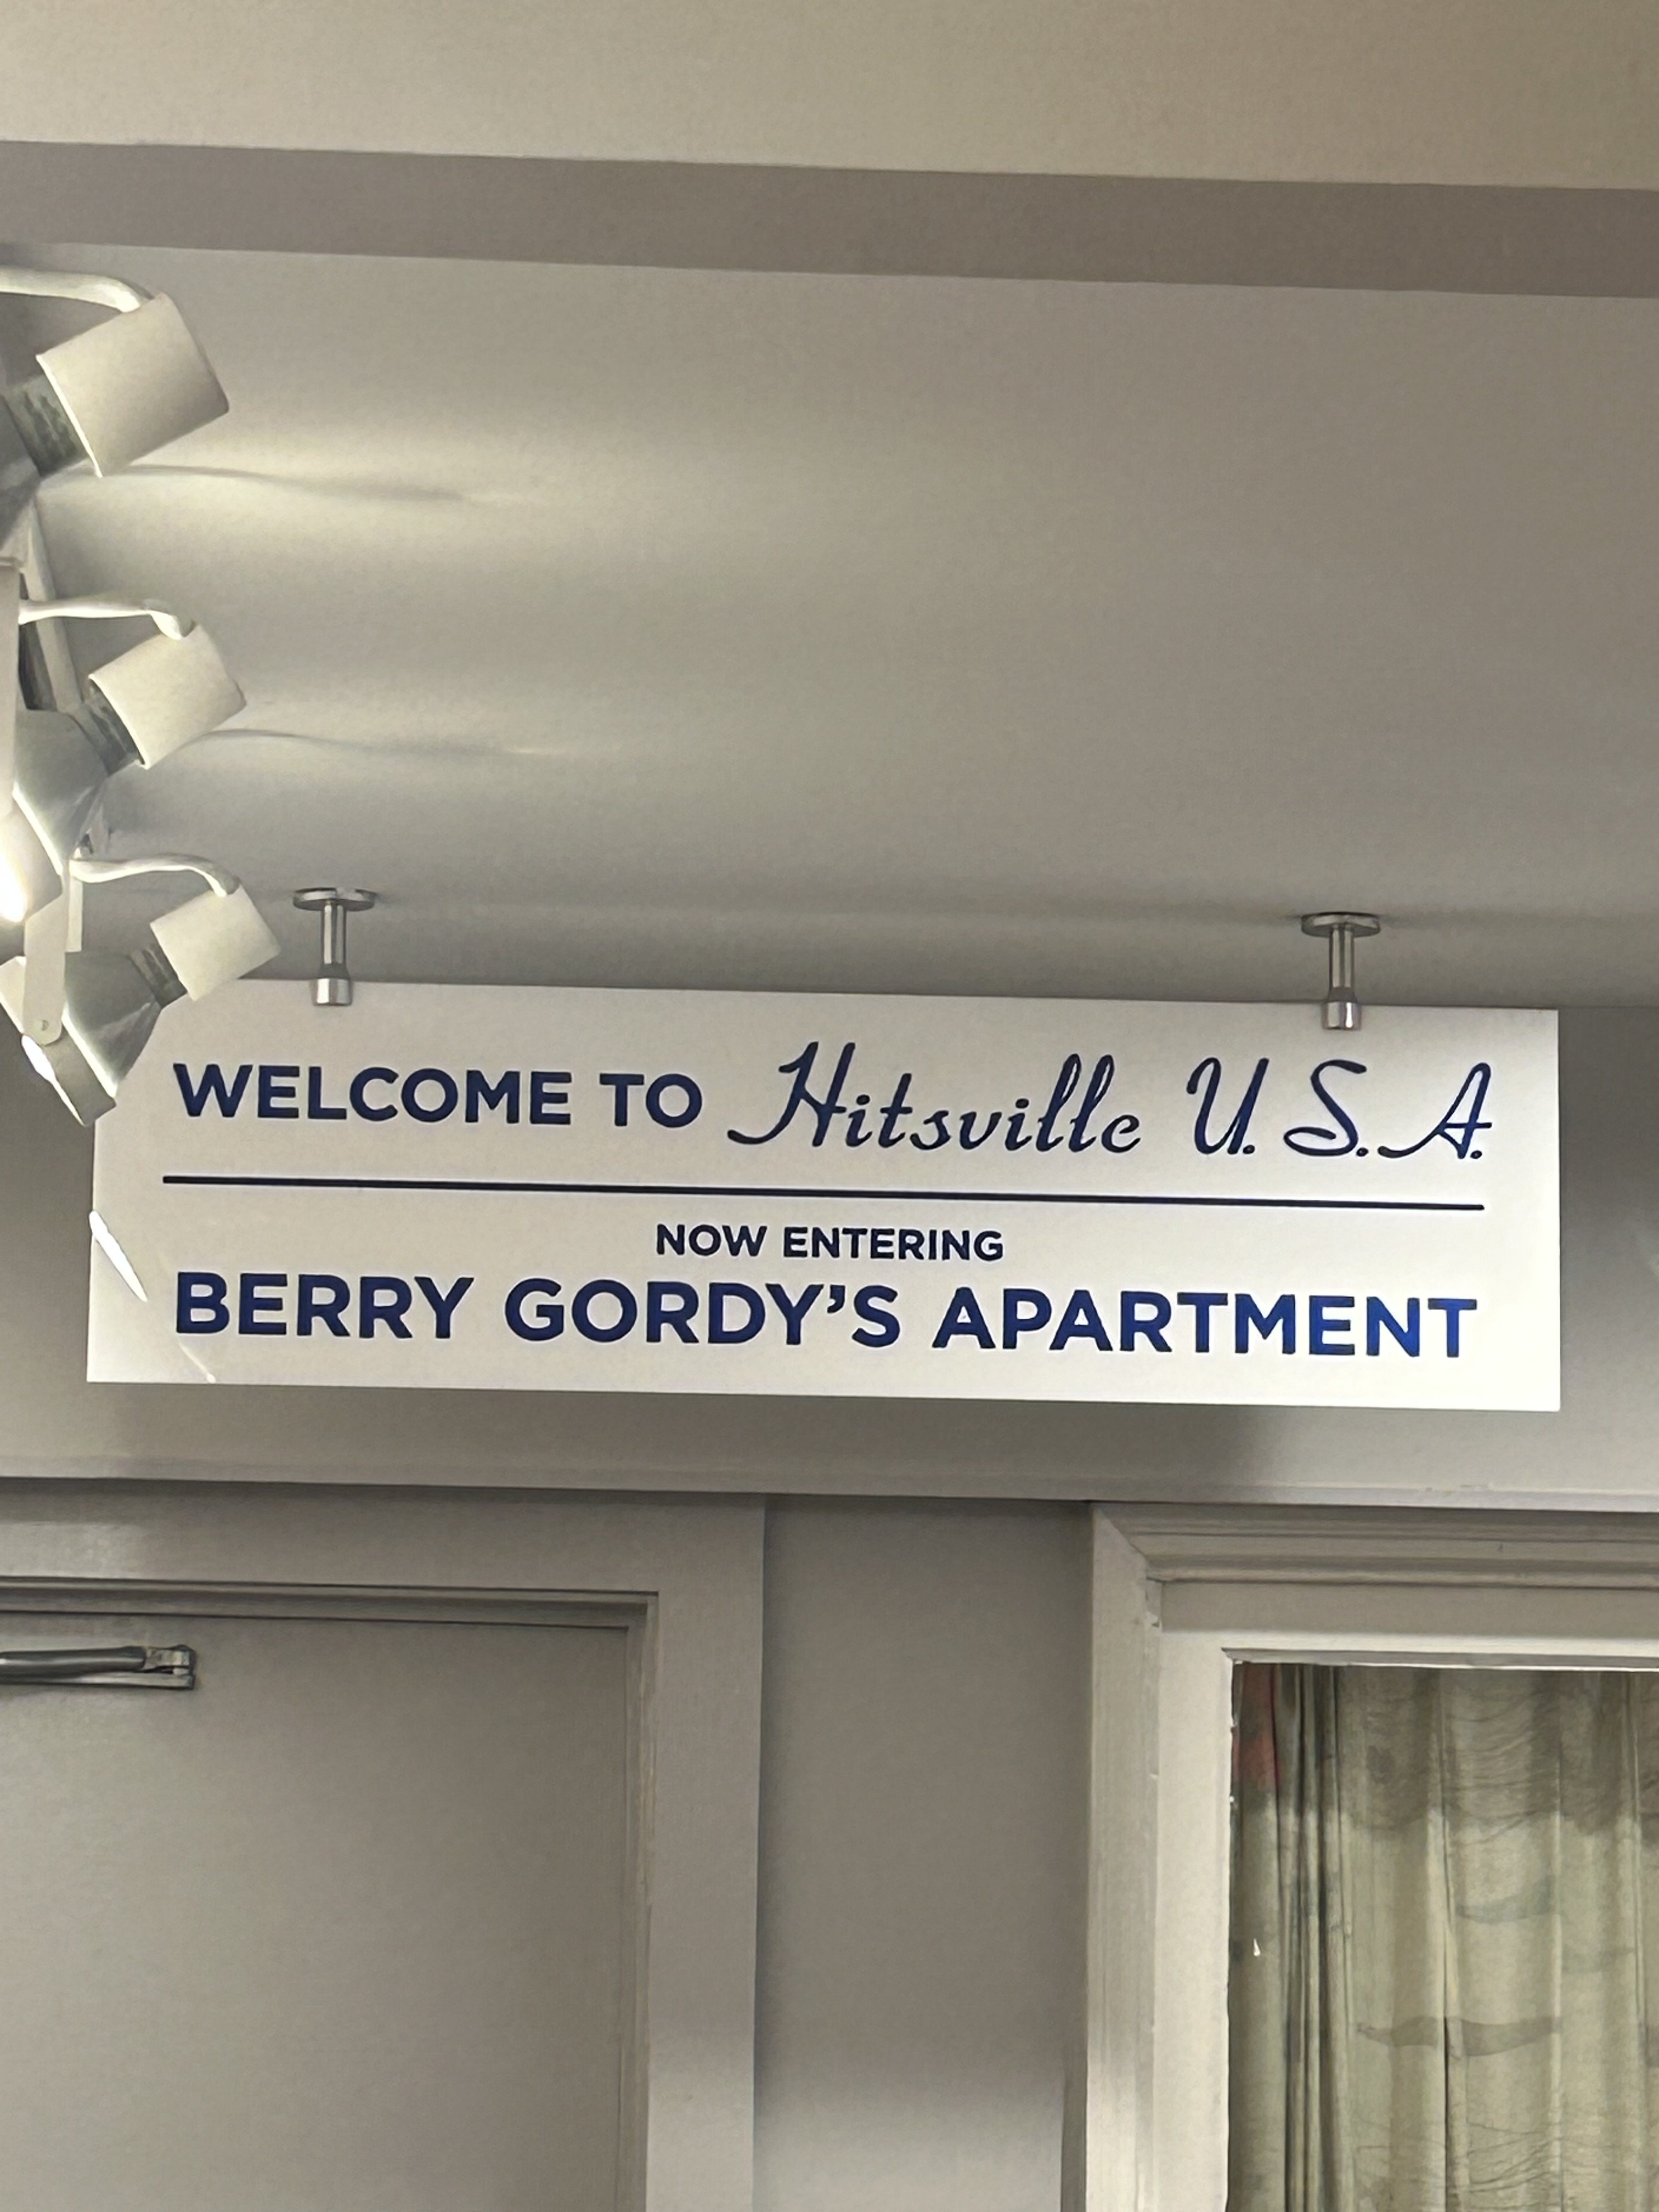 WELCOME TO Hitsville U.S.A.
NOW ENTERING
BERRY GORDY’S APARTMENT